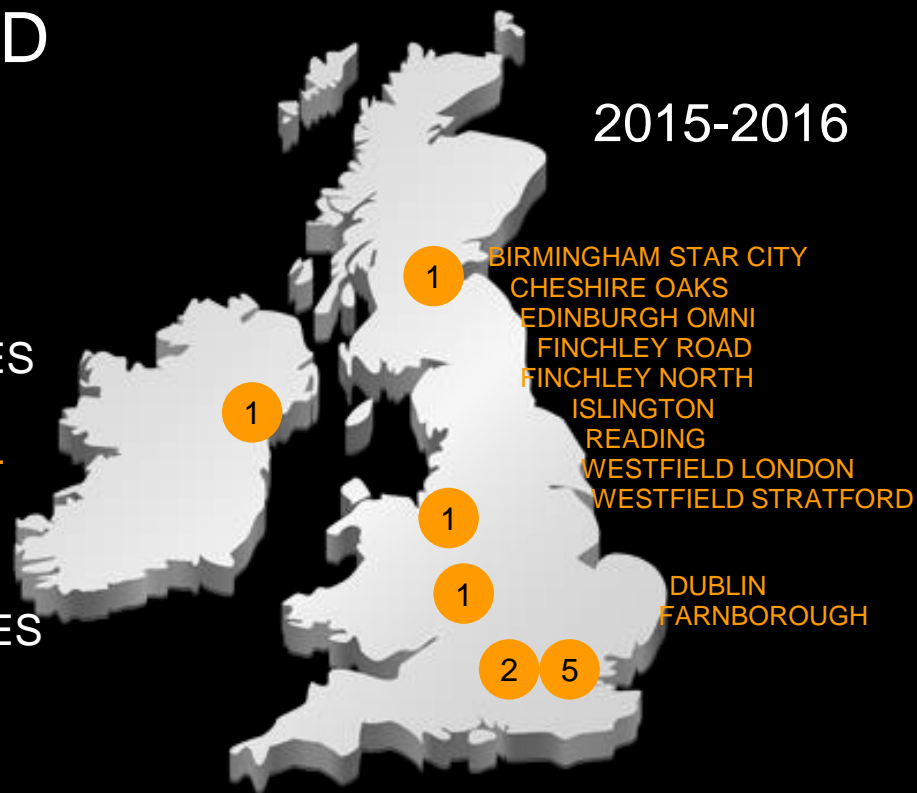 D
2015-2016
BIRMINGHAM STAR CITY
CHESHIRE OAKS
EDINBURGH OMNI
FINCHLEY ROAD
FINCHLEY NORTH
ISLINGTON
READING
WESTFIELD LONDON
WESTFIELD STRATFORD
DUBLIN
FARNBOROUGH
ES
ES
1
1
1
1
2 5